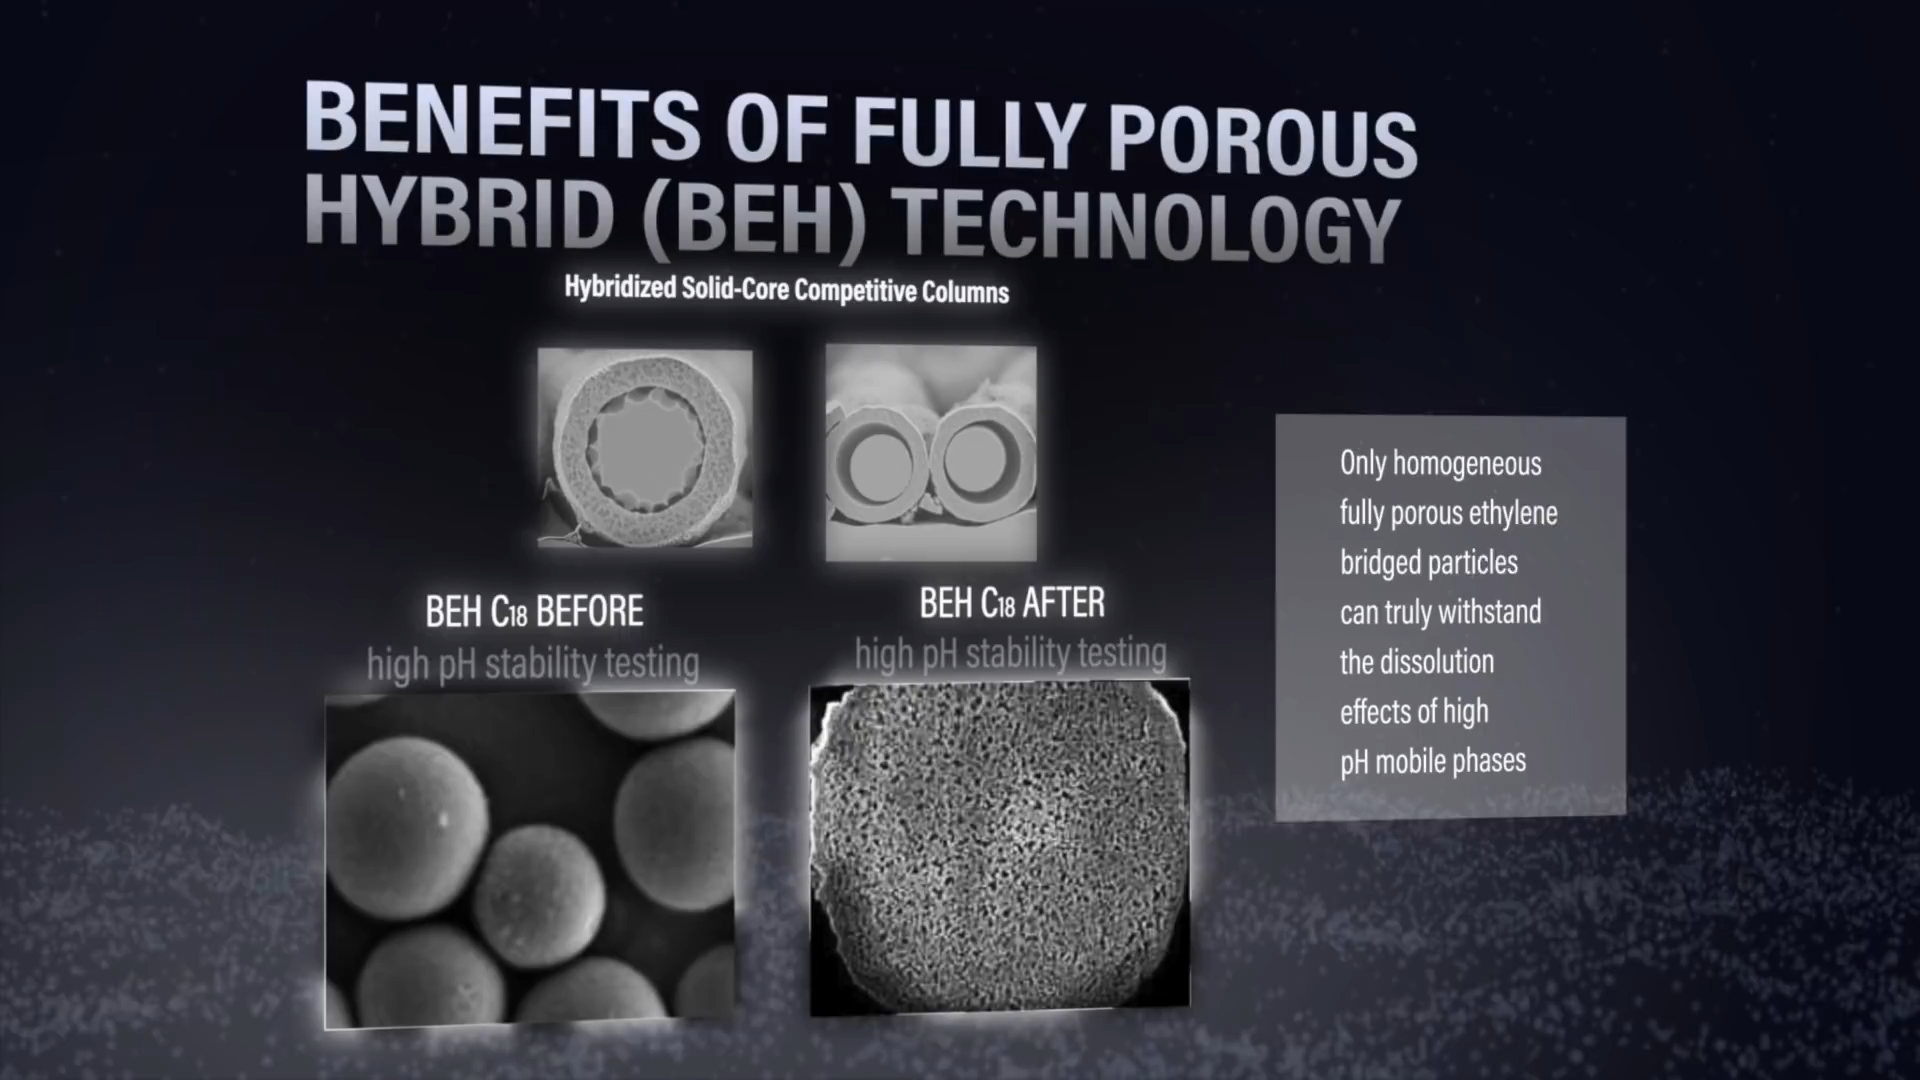 BENEFITS OF FULLY POROUS
HYBRID (BEH) TECHNOLOGY
Hybridized Solid-Core Competitive Columns
BEH C18 BEFORE
high pH stability testing
BEH C18 AFTER
high pH stability testing
Only homogeneous
fully porous ethylene
bridged particles
can truly withstand
the dissolution
effects of high
pH mobile phases